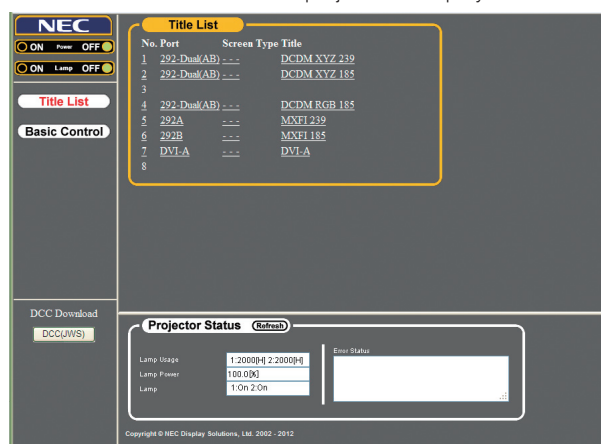 NEC
ON Power OFF
ON Lamp OFF
Title List
Basic Control
DCC Download
DCC(JWS)
Title List
No. Port Screen Type Title
1 292-Dual(AB) - - - DCDM XYZ 239
2 292-Dual(AB) - - - DCDM XYZ 185
3
4 292-Dual(AB) - - - DCDM RGB 185
5 292A - - - MXFI 239
6 292B - - - MXFI 185
7 DVI-A - - - DVI-A
8
Projector Status Refresh
Lamp Usage 1:2000[H] 2:2000[H]
Lamp Power 100.0[%]
Lamp 1:On 2:On
Error Status
Copyright © NEC Display Solutions, Ltd. 2002 - 2012